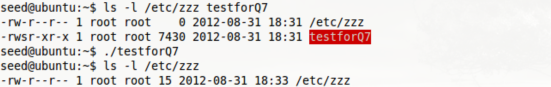 seed@ubuntu:~$ ls -l /etc/zzz testforQ7
-rw-r--r-- 1 root root    0 2012-08-31 18:31 /etc/zzz
-rwsr-xr-x 1 root root 7430 2012-08-31 18:31 testforQ7
seed@ubuntu:~$ ./testforQ7
seed@ubuntu:~$ ls -l /etc/zzz
-rw-r--r-- 1 root root 15 2012-08-31 18:33 /etc/zzz